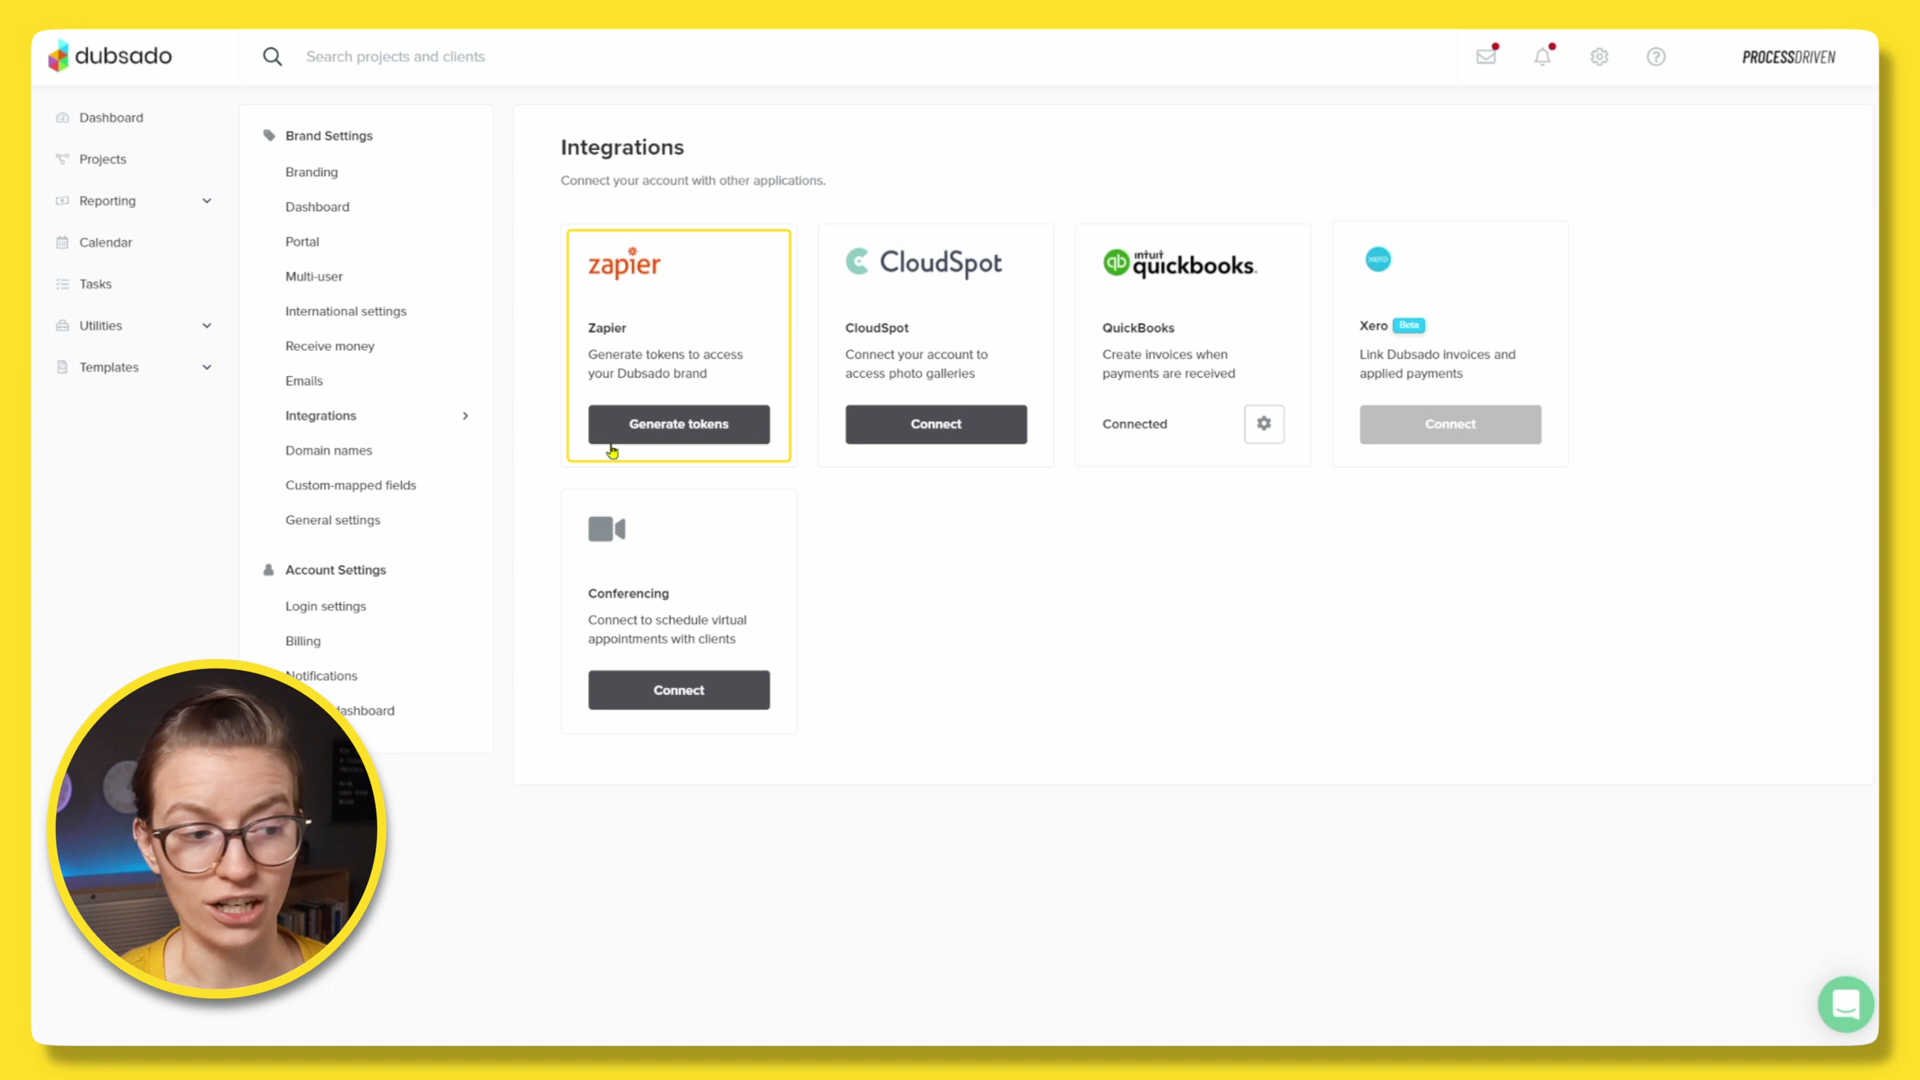 dubsado
Search projects and clients
PROCESSDRIVEN
Dashboard
Projects
Reporting
Calendar
Tasks
Utilities
Templates
Brand Settings
Branding
Dashboard
Portal
Multi-user
International settings
Receive money
Emails
Integrations
Domain names
Custom-mapped fields
General settings
Account Settings
Login settings
Billing
Notifications
dashboard
Integrations
Connect your account with other applications.
zapier
Zapier
Generate tokens to access
your Dubsado brand
Generate tokens
CloudSpot
CloudSpot
Connect your account to
access photo galleries
Connect
qb intuit
quickbooks.
QuickBooks
Create invoices when
payments are received
Connected
xero
Xero Beta
Link Dubsado invoices and
applied payments
Connect
Conferencing
Connect to schedule virtual
appointments with clients
Connect